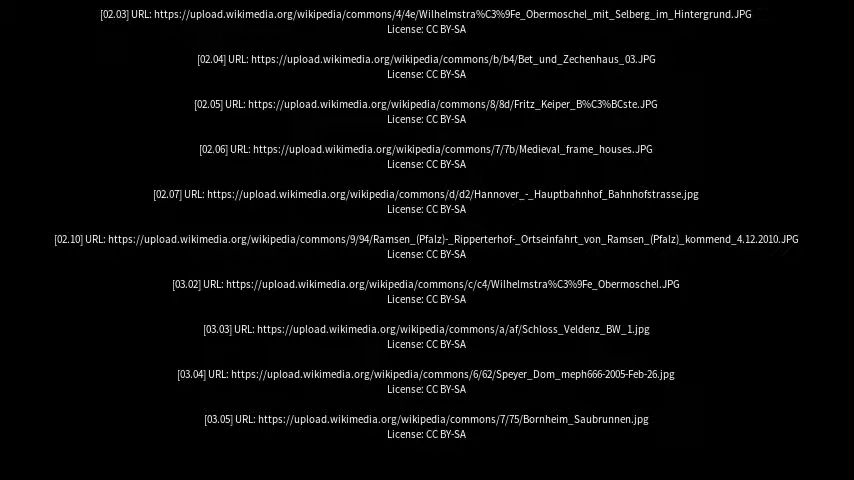 [02.03] URL: https://upload.wikimedia.org/wikipedia/commons/4/4e/Wilhelmstra%C3%9Fe_Obermoschel_mit_Selberg_im_Hintergrund.JPG
License: CC BY-SA
[02.04] URL: https://upload.wikimedia.org/wikipedia/commons/b/b4/Bet_und_Zechenhaus_03.JPG
License: CC BY-SA
[02.05] URL: https://upload.wikimedia.org/wikipedia/commons/8/8d/Fritz_Keiper_B%C3%BCste.JPG
License: CC BY-SA
[02.06] URL: https://upload.wikimedia.org/wikipedia/commons/7/7b/Medieval_frame_houses.JPG
License: CC BY-SA
[02.07] URL: https://upload.wikimedia.org/wikipedia/commons/d/d2/Hannover_-_Hauptbahnhof_Bahnhofstrasse.jpg
License: CC BY-SA
[02.10] URL: https://upload.wikimedia.org/wikipedia/commons/9/94/Ramsen_(Pfalz)-_Ripperterhof-_Ortseinfahrt_von_Ramsen_(Pfalz)_kommend_4.12.2010.JPG
License: CC BY-SA
[03.02] URL: https://upload.wikimedia.org/wikipedia/commons/c/c4/Wilhelmstra%C3%9Fe_Obermoschel.JPG
License: CC BY-SA
[03.03] URL: https://upload.wikimedia.org/wikipedia/commons/a/af/Schloss_Veldenz_BW_1.jpg
License: CC BY-SA
[03.04] URL: https://upload.wikimedia.org/wikipedia/commons/6/62/Speyer_Dom_meph666-2005-Feb-26.jpg
License: CC BY-SA
[03.05] URL: https://upload.wikimedia.org/wikipedia/commons/7/75/Bornheim_Saubrunnen.jpg
License: CC BY-SA